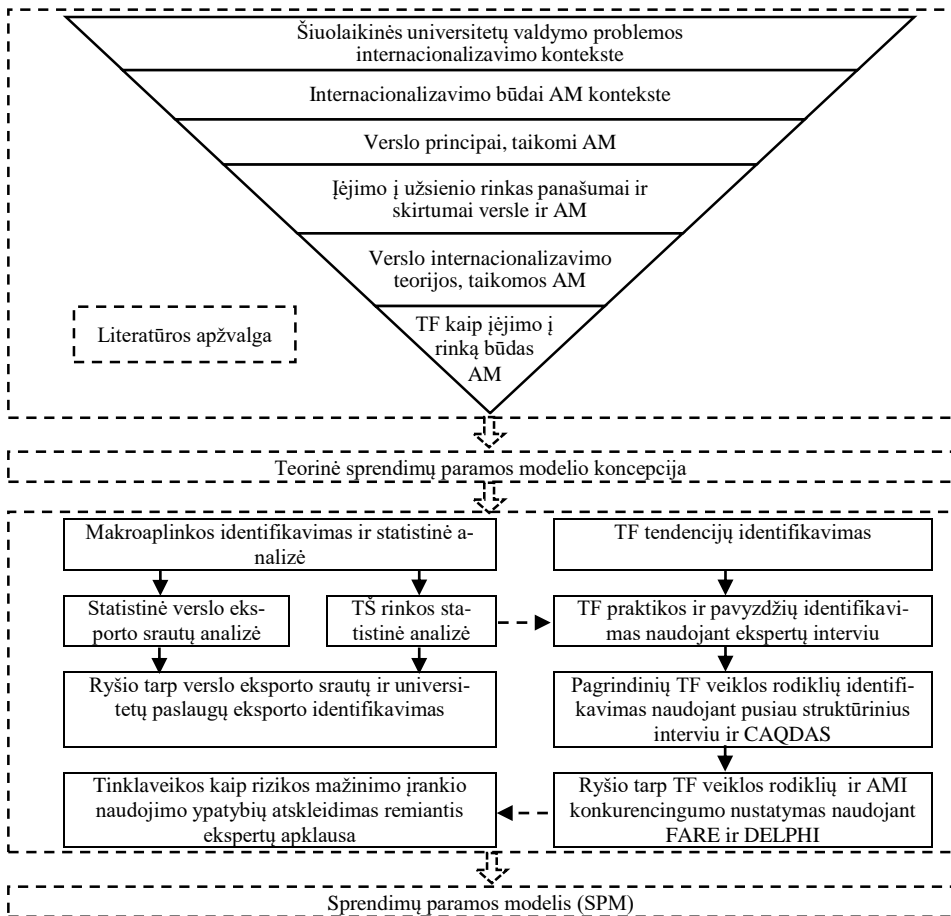 Šiuolaikinės universitetų valdymo problemos
internacionalizavimo kontekste
Internacionalizavimo būdai AM kontekste
Verslo principai, taikomi AM
Įėjimo į užsienio rinkas panašumai ir
skirtumai versle ir AM
Verslo internacionalizavimo
teorijos, taikomos AM
TF kaip įėjimo į
rinką būdas
AM
Literatūros apžvalga
Teorinė sprendimų paramos modelio koncepcija
Makroaplinkos identifikavimas ir statistinė a-
nalizė
Statistinė verslo eks-
porto srautų analizė
TŠ rinkos sta-
tistinė analizė
Ryšio tarp verslo eksporto srautų ir universi-
tetų paslaugų eksporto identifikavimas
Tinklaveikos kaip rizikos mažinimo įrankio
naudojimo ypatybių atskleidimas remiantis
ekspertų apklausa
TF tendencijų identifikavimas
TF praktikos ir pavyzdžių identifikavi-
mas naudojant ekspertų interviu
Pagrindinių TF veiklos rodiklių identifi-
kavimas naudojant pusiau struktūrinius
interviu ir CAQDAS
Ryšio tarp TF veiklos rodiklių ir AMI
konkurencingumo nustatymas naudojant
FARE ir DELPHI
Sprendimų paramos modelis (SPM)